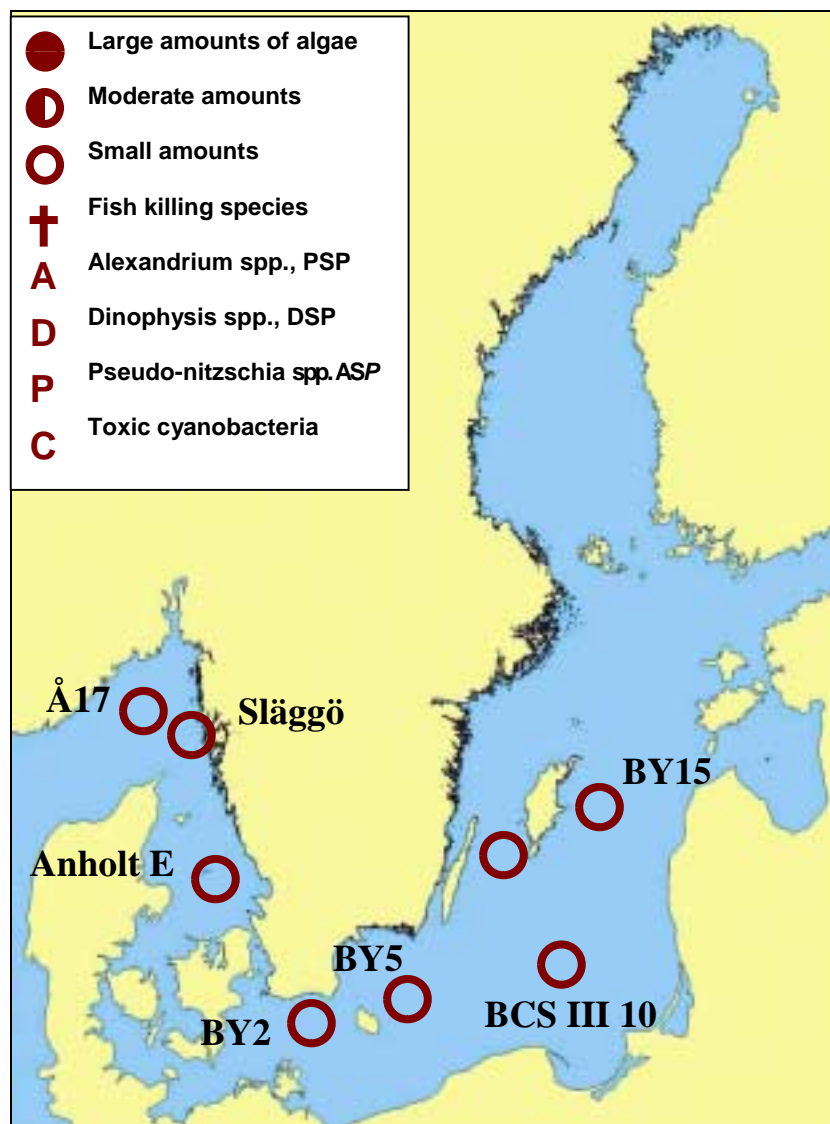 Large amounts of algae
Moderate amounts
Small amounts
Fish killing species
A Alexandrium spp., PSP
D Dinophysis spp., DSP
P Pseudo-nitzschia spp.ASP
C Toxic cyanobacteria
Å17
Släggö
BY15
Anholt E
BY5
BCS III 10
BY2